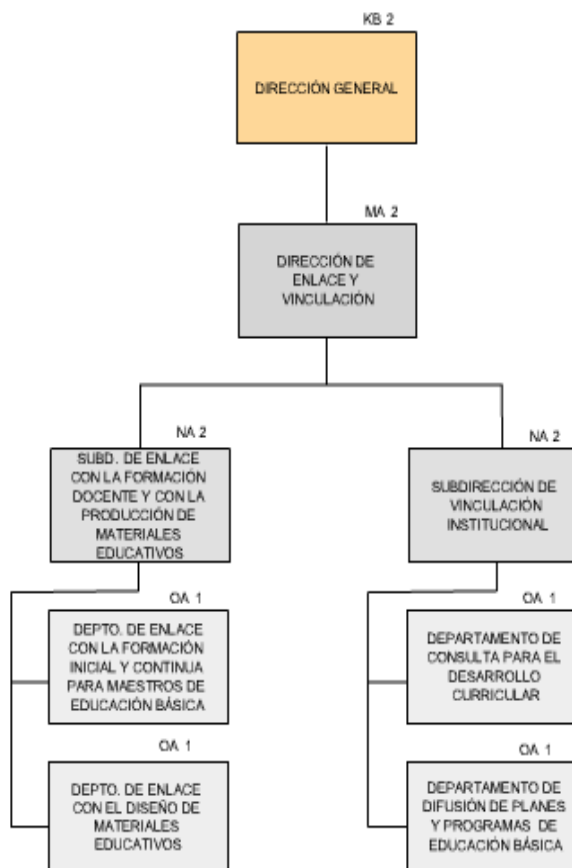 KB 2
DIRECCIÓN GENERAL
MA 2
DIRECCIÓN DE
ENLACE Y
VINCULACIÓN
NA 2
SUBD. DE ENLACE
CON LA FORMACIÓN
DOCENTE Y CON LA
PRODUCCIÓN DE
MATERIALES
EDUCATIVOS
NA 2
SUBDIRECCIÓN DE
VINCULACIÓN
INSTITUCIONAL
OA 1
DEPTO. DE ENLACE
CON LA FORMACIÓN
INICIAL Y CONTINUA
PARA MAESTROS DE
EDUCACIÓN BÁSICA
OA 1
DEPARTAMENTO DE
CONSULTA PARA EL
DESARROLLO
CURRICULAR
OA 1
DEPTO. DE ENLACE
CON EL DISEÑO DE
MATERIALES
EDUCATIVOS
OA 1
DEPARTAMENTO DE
DIFUSIÓN DE PLANES
Y PROGRAMAS DE
EDUCACIÓN BÁSICA